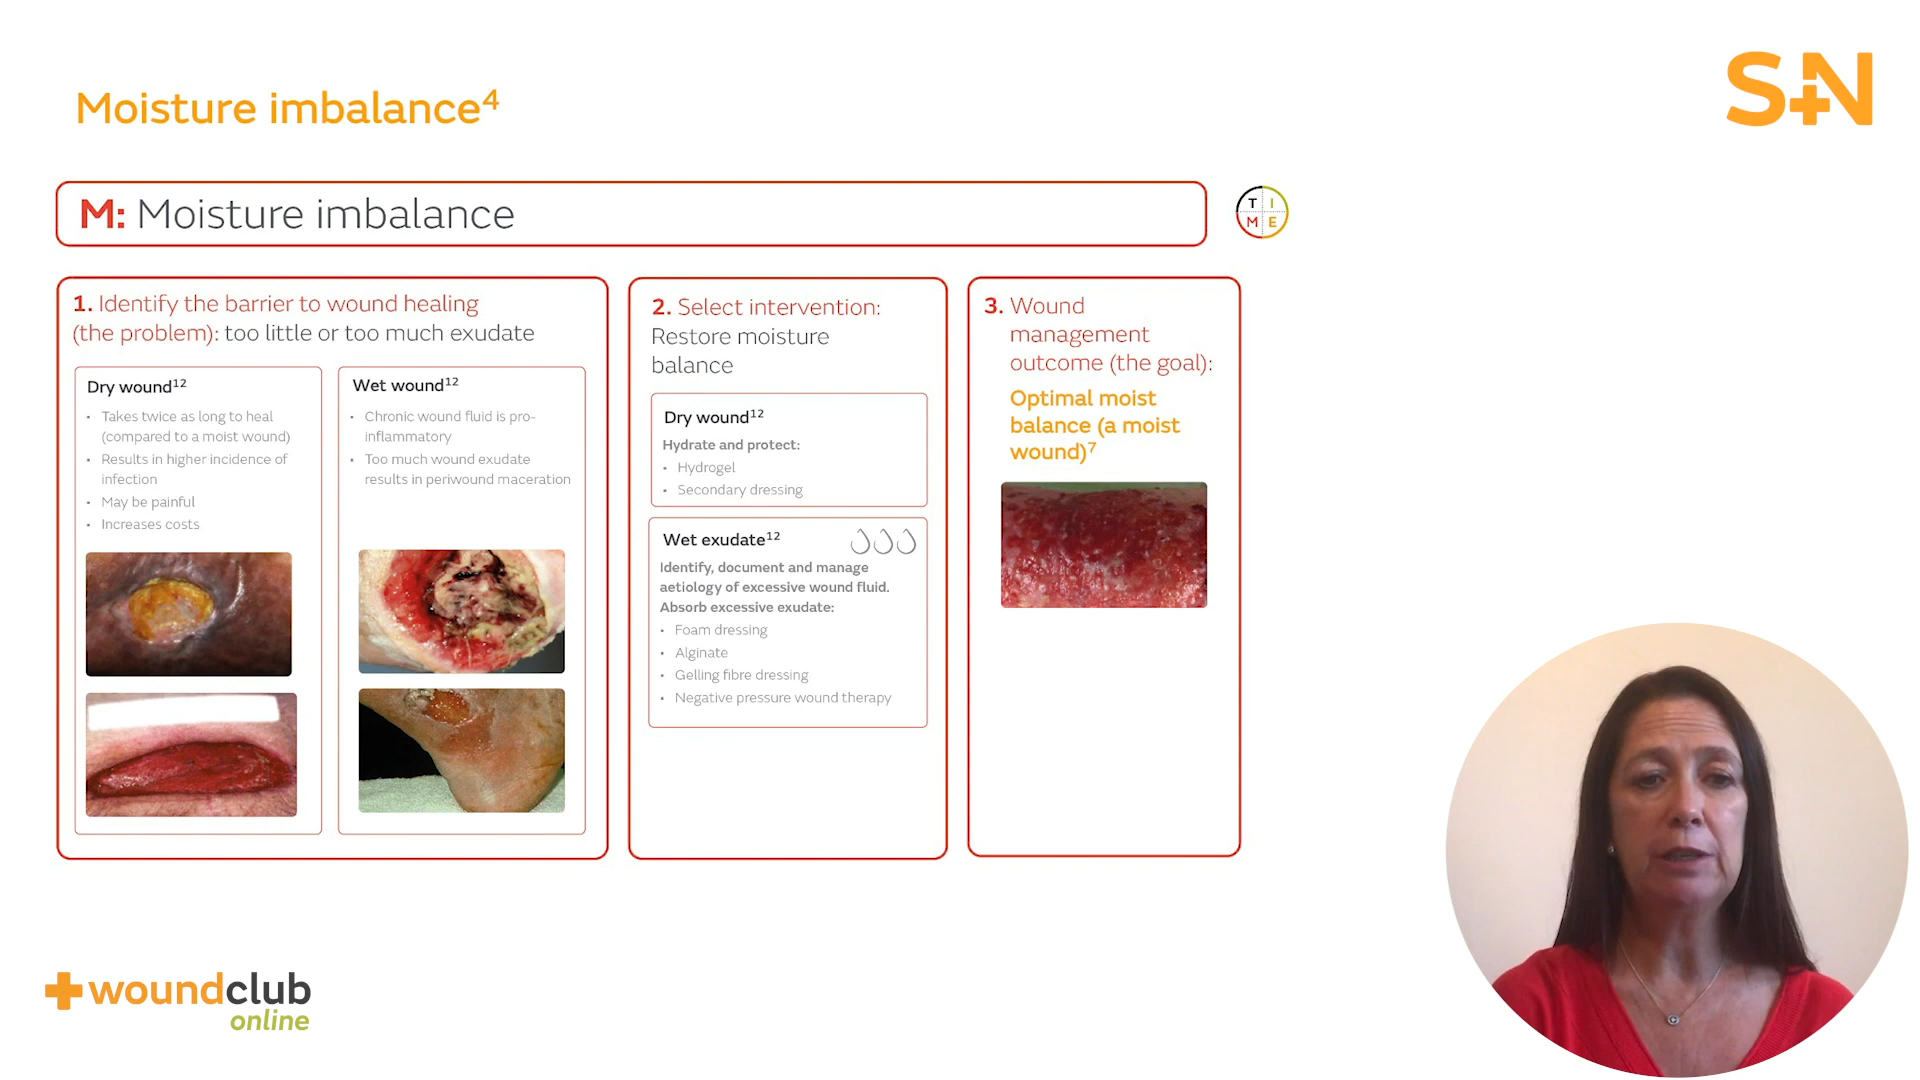 Moisture imbalance⁴
S+N
M: Moisture imbalance
T I
M E
1. Identify the barrier to wound healing
(the problem): too little or too much exudate
Dry wound¹²
• Takes twice as long to heal
(compared to a moist wound)
• Results in higher incidence of
infection
• May be painful
• Increases costs
Wet wound¹²
• Chronic wound fluid is pro-
inflammatory
• Too much wound exudate
results in periwound maceration
2. Select intervention:
Restore moisture
balance
Dry wound¹²
Hydrate and protect:
• Hydrogel
• Secondary dressing
Wet exudate¹²
Identify, document and manage
aetiology of excessive wound fluid.
Absorb excessive exudate:
• Foam dressing
• Alginate
• Gelling fibre dressing
• Negative pressure wound therapy
3. Wound
management
outcome (the goal):
Optimal moist
balance (a moist
wound)⁷
woundclub
online